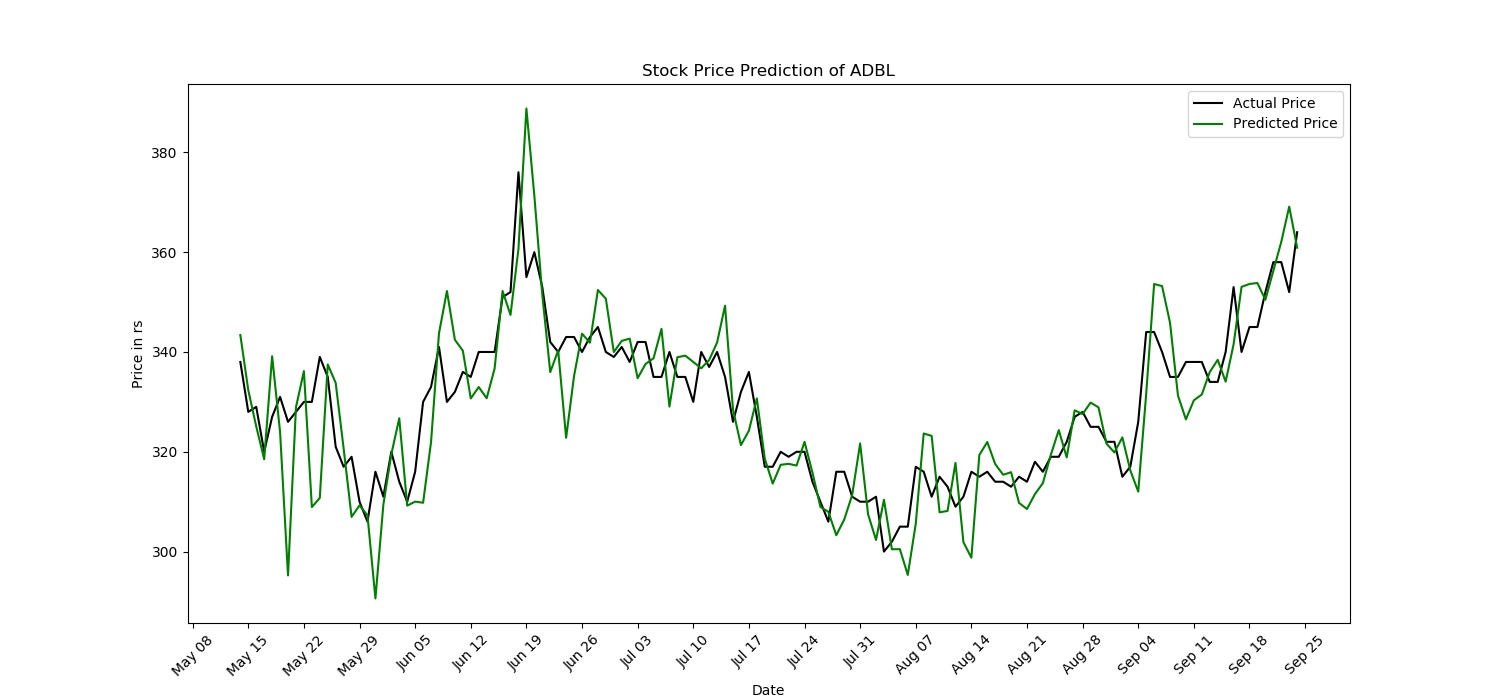 Stock Price Prediction of ADBL
Actual Price
Predicted Price
Price in rs
380
360
340
320
300
May 08 May 15 May 22 May 29 Jun 05 Jun 12 Jun 19 Jun 26 Jul 03 Jul 10 Jul 17 Jul 24 Jul 31 Aug 07 Aug 14 Aug 21 Aug 28 Sep 04 Sep 11 Sep 18 Sep 25
Date